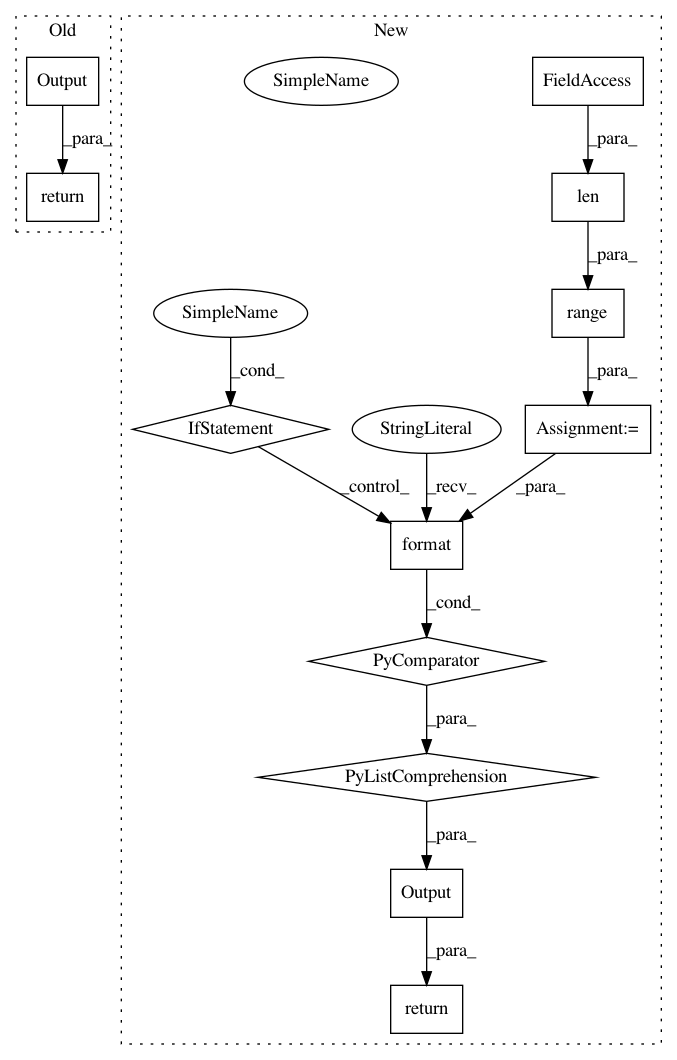 Old
New
Output
SimpleName
FieldAccess
_para_
_para_
return
len
_para_
SimpleName
range
_cond_
_para_
IfStatement
StringLiteral
Assignment:=
_control_
_recv_
_para_
format
_cond_
PyComparator
_para_
PyListComprehension
_para_
Output
_para_
return